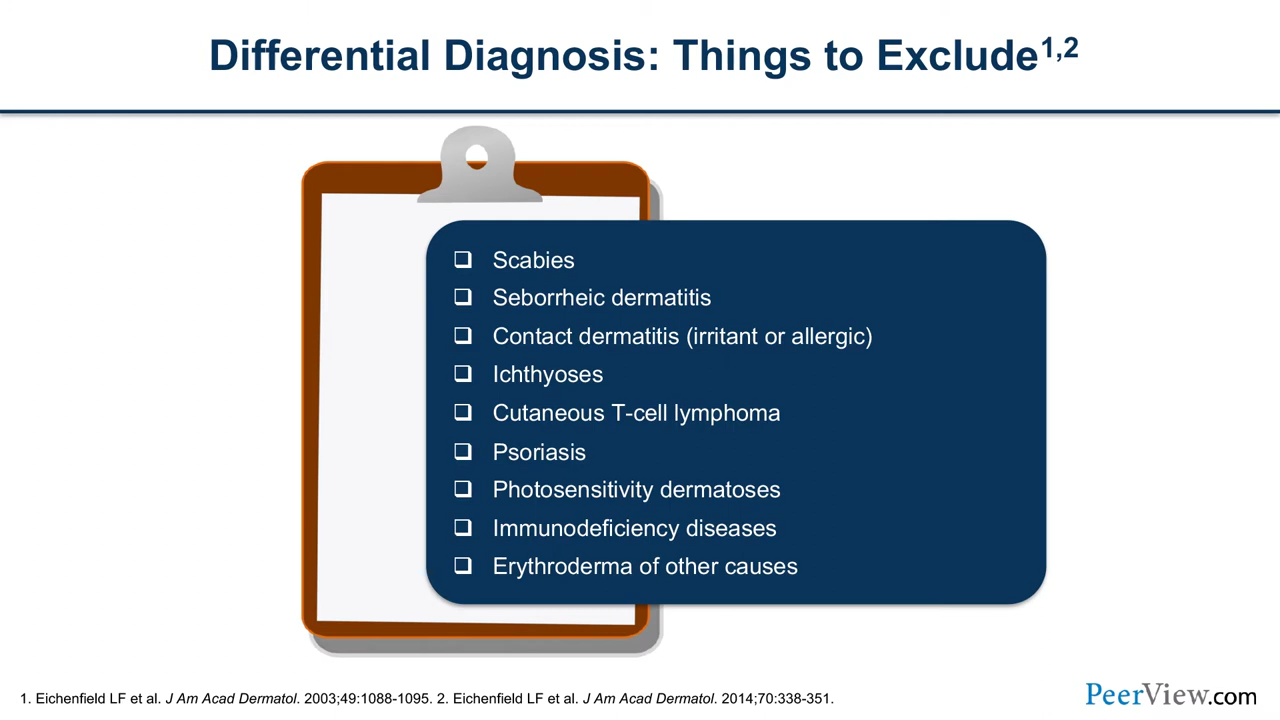 Differential Diagnosis: Things to Exclude1,2
❑ Scabies
❑ Seborrheic dermatitis
❑ Contact dermatitis (irritant or allergic)
❑ Ichthyoses
❑ Cutaneous T-cell lymphoma
❑ Psoriasis
❑ Photosensitivity dermatoses
❑ Immunodeficiency diseases
❑ Erythroderma of other causes
1. Eichenfield LF et al. J Am Acad Dermatol. 2003;49:1088-1095. 2. Eichenfield LF et al. J Am Acad Dermatol. 2014;70:338-351.
PeerView.com